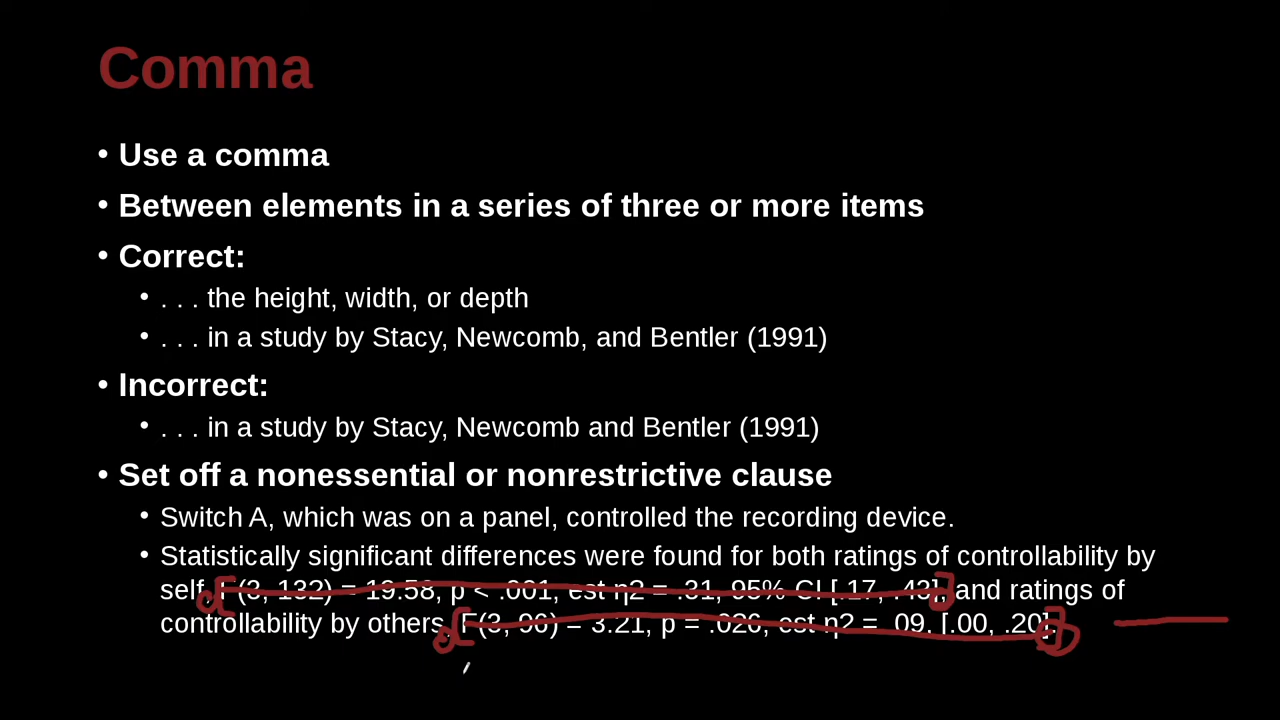 Comma
• Use a comma
• Between elements in a series of three or more items
• Correct:
• . . . the height, width, or depth
• . . . in a study by Stacy, Newcomb, and Bentler (1991)
• Incorrect:
• . . . in a study by Stacy, Newcomb and Bentler (1991)
• Set off a nonessential or nonrestrictive clause
• Switch A, which was on a panel, controlled the recording device.
• Statistically significant differences were found for both ratings of controllability by
self, F(3, 132) = 19.58, p < .001, est η2 = .31, 95% CI [.17, .43], and ratings of
controllability by others, F(3, 96) = 3.21, p = .026, est η2 = .09, [.00, .20].